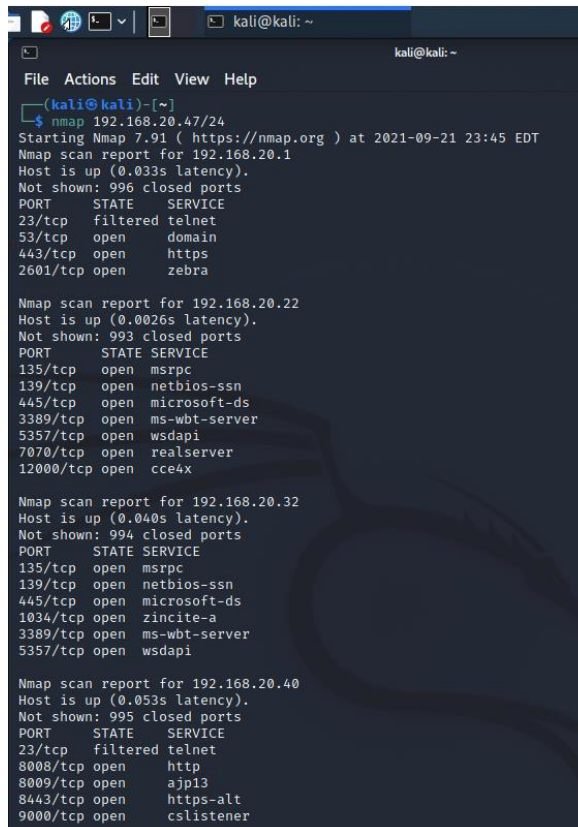 kali@kali: ~
kali@kali: ~
File Actions Edit View Help
(kali㉿kali)-[~]
$ nmap 192.168.20.47/24
Starting Nmap 7.91 ( https://nmap.org ) at 2021-09-21 23:45 EDT
Nmap scan report for 192.168.20.1
Host is up (0.033s latency).
Not shown: 996 closed ports
PORT STATE SERVICE
23/tcp filtered telnet
53/tcp open domain
443/tcp open https
2601/tcp open zebra
Nmap scan report for 192.168.20.22
Host is up (0.0026s latency).
Not shown: 993 closed ports
PORT STATE SERVICE
135/tcp open msrpc
139/tcp open netbios-ssn
445/tcp open microsoft-ds
3389/tcp open ms-wbt-server
5357/tcp open wsdapi
7070/tcp open realserver
12000/tcp open cce4x
Nmap scan report for 192.168.20.32
Host is up (0.040s latency).
Not shown: 994 closed ports
PORT STATE SERVICE
135/tcp open msrpc
139/tcp open netbios-ssn
445/tcp open microsoft-ds
1034/tcp open zincite-a
3389/tcp open ms-wbt-server
5357/tcp open wsdapi
Nmap scan report for 192.168.20.40
Host is up (0.053s latency).
Not shown: 995 closed ports
PORT STATE SERVICE
23/tcp filtered telnet
8008/tcp open http
8009/tcp open ajp13
8443/tcp open https-alt
9000/tcp open cslistener